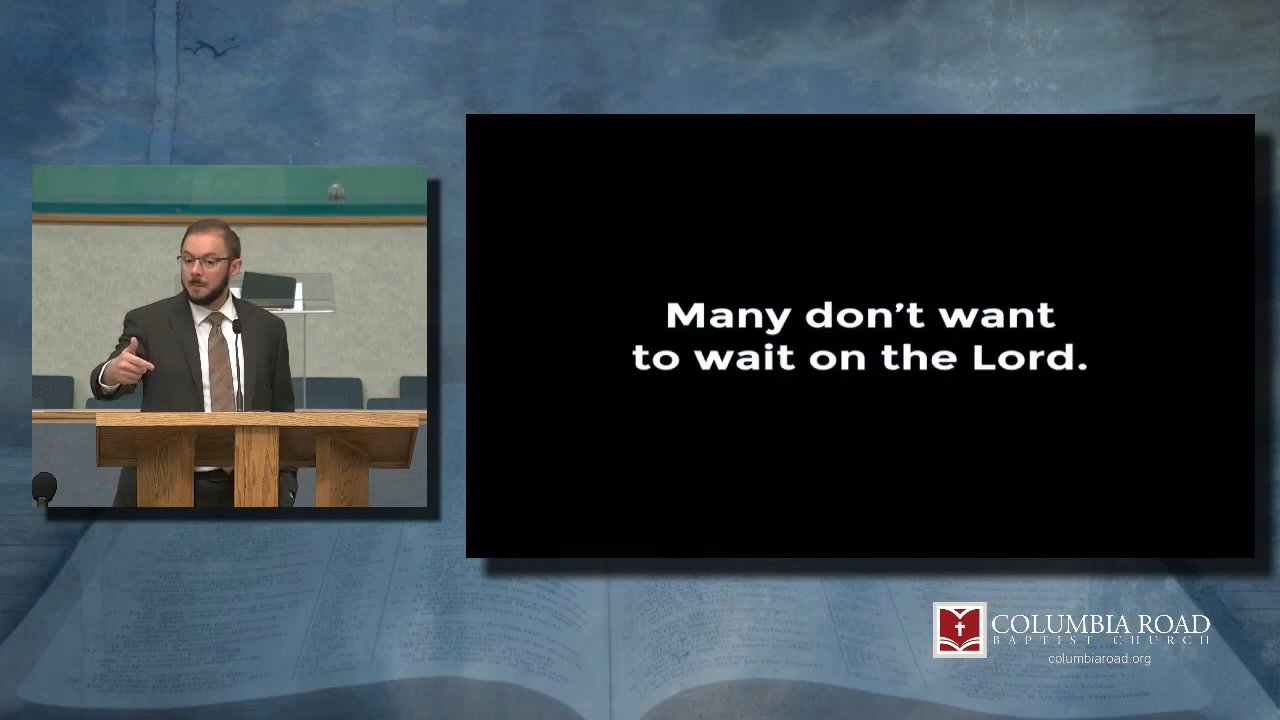 Many don't want
to wait on the Lord.
COLUMBIA ROAD
BAPTIST CHURCH
columbiaroad.org